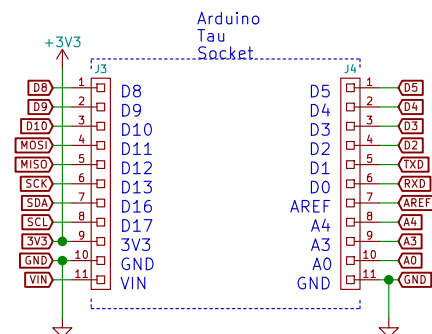 Arduino
Tau
Socket
+3V3
J3 J4
D8 1 D8 D5 1 D5
D9 2 D9 D4 2 D4
D10 3 D10 D3 3 D3
MOSI 4 D11 D2 4 D2
MISO 5 D12 D1 5 TXD
SCK 6 D13 D0 6 RXD
SDA 7 D16 AREF 7 AREF
SCL 8 D17 A4 8 A4
3V3 9 3V3 A3 9 A3
GND 10 GND A0 10 A0
VIN 11 VIN GND 11 GND